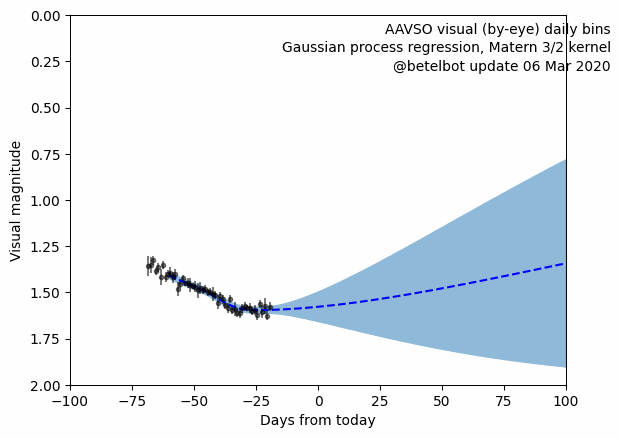 AAVSO visual (by-eye) daily bins
Gaussian process regression, Matern 3/2 kernel
@betelbot update 06 Mar 2020
0.00
0.25
0.50
0.75
1.00
1.25
1.50
1.75
2.00
Visual magnitude
−100 −75 −50 −25 0 25 50 75 100
Days from today